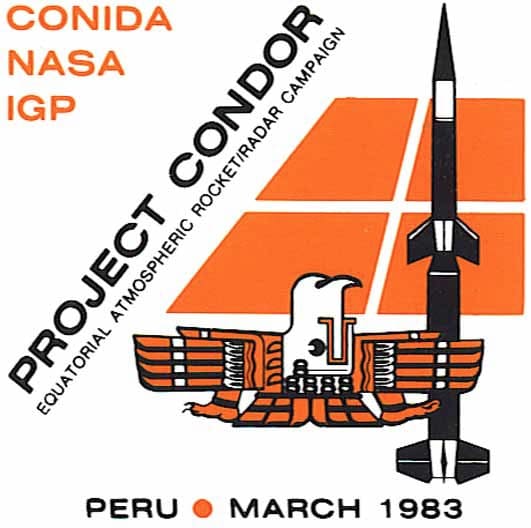 CONIDA
NASA
IGP
PROJECT CONDOR
EQUATORIAL ATMOSPHERIC ROCKET/RADAR CAMPAIGN
PERU • MARCH 1983